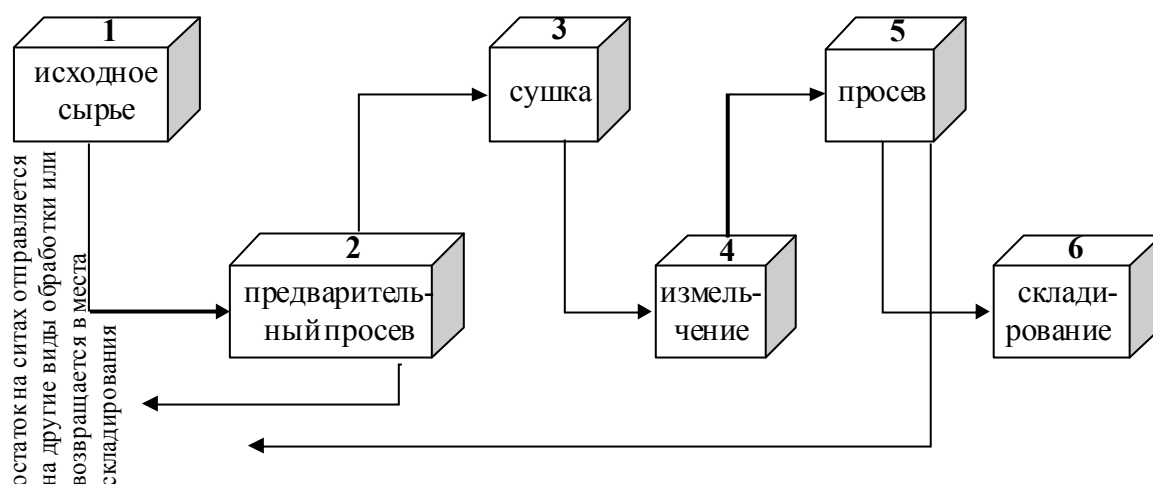 1
исходное
сырье
3
сушка
5
просев
остаток на ситах отправляется
на другие виды обработки или
возвращается в места
складирования
2
предваритель-
ный просев
4
измель-
чение
6
склади-
рование